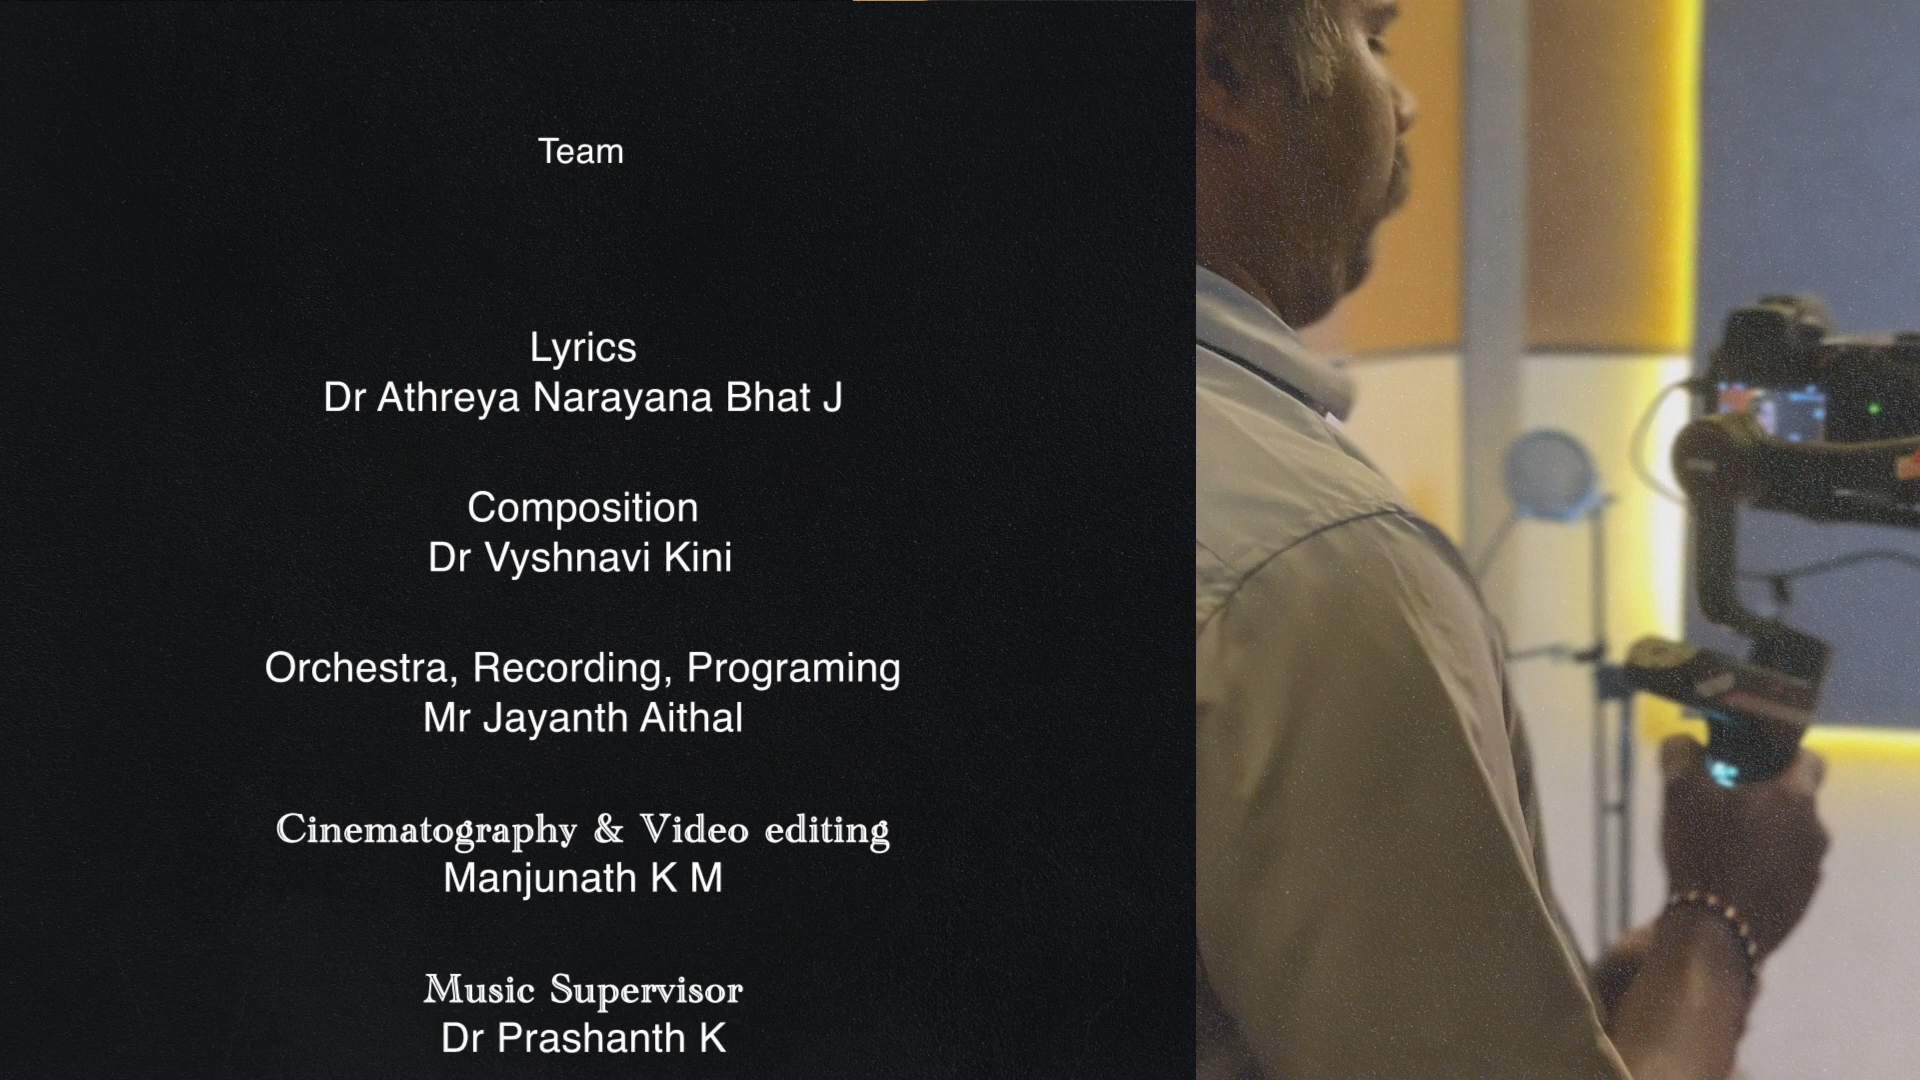 Team
Lyrics
Dr Athreya Narayana Bhat J
Composition
Dr Vyshnavi Kini
Orchestra, Recording, Programing
Mr Jayanth Aithal
Cinematography & Video editing
Manjunath K M
Music Supervisor
Dr Prashanth K